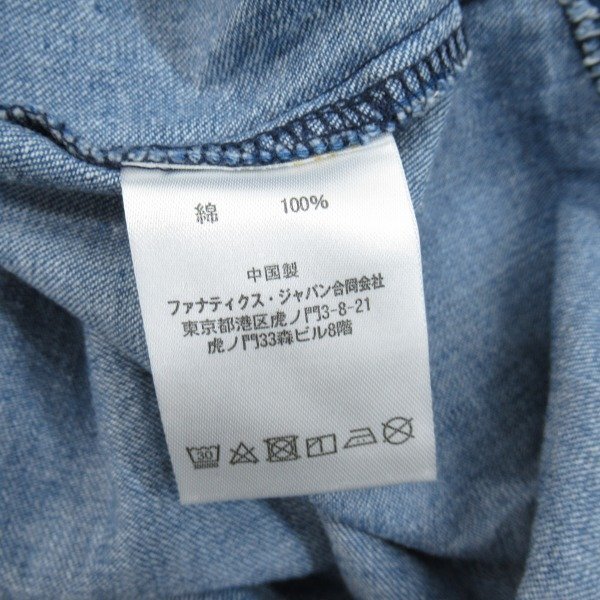 綿 100%
中国製
ファナティクス・ジャパン合同会社
東京都港区虎ノ門3-8-21
虎ノ門33森ビル8階
30